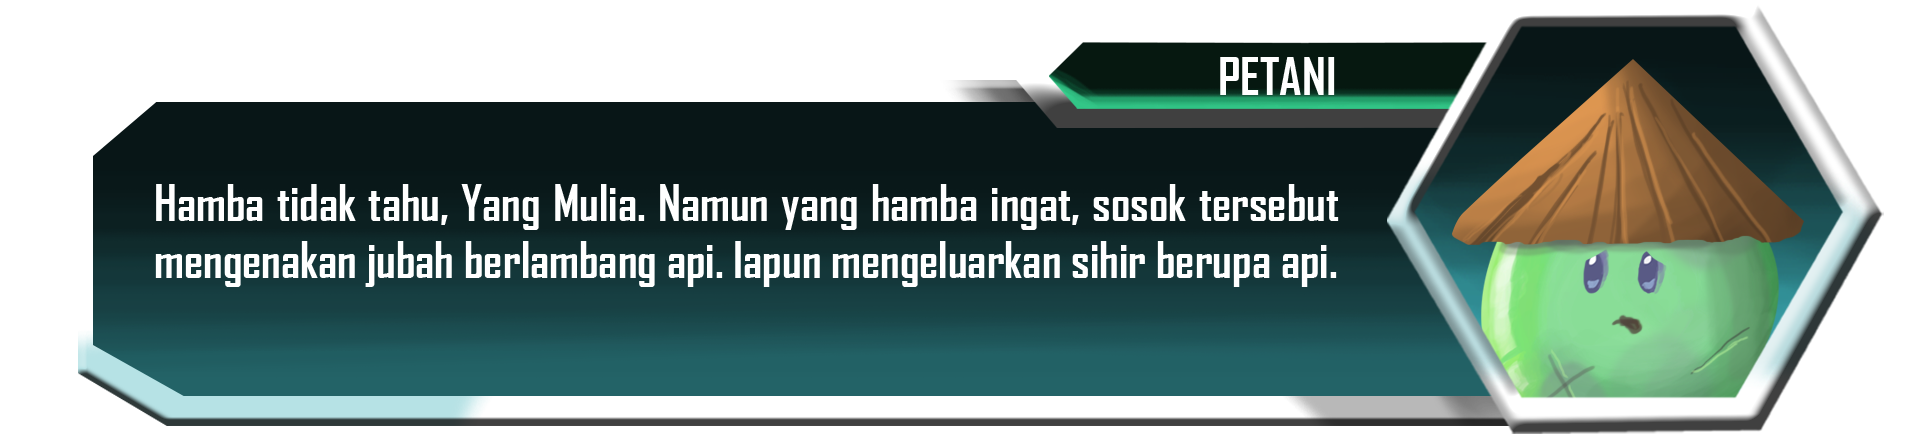 PETANI
Hamba tidak tahu, Yang Mulia. Namun yang hamba ingat, sosok tersebut
mengenakan jubah berlambang api. Iapun mengeluarkan sihir berupa api.